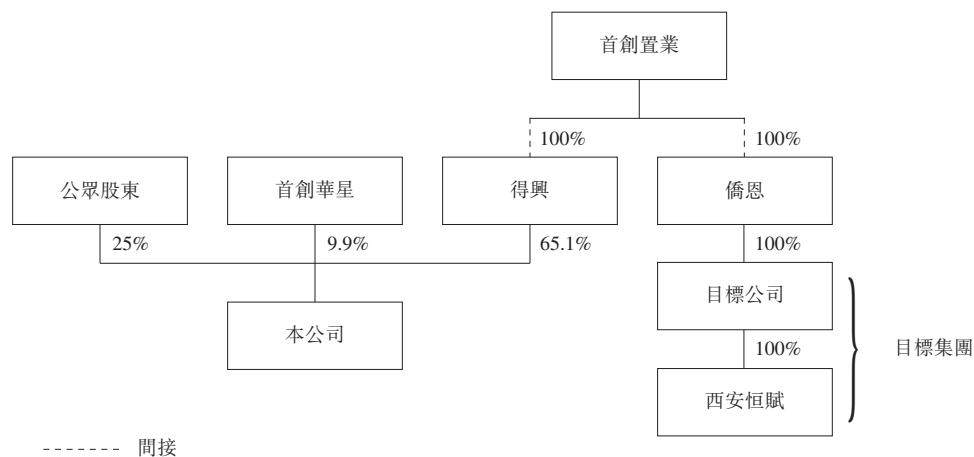 首創置業
100%
100%
公眾股東
首創華星
得興
僑恩
25%
9.9%
65.1%
100%
目標公司
本公司
100%
目標集團
西安恒賦
間接